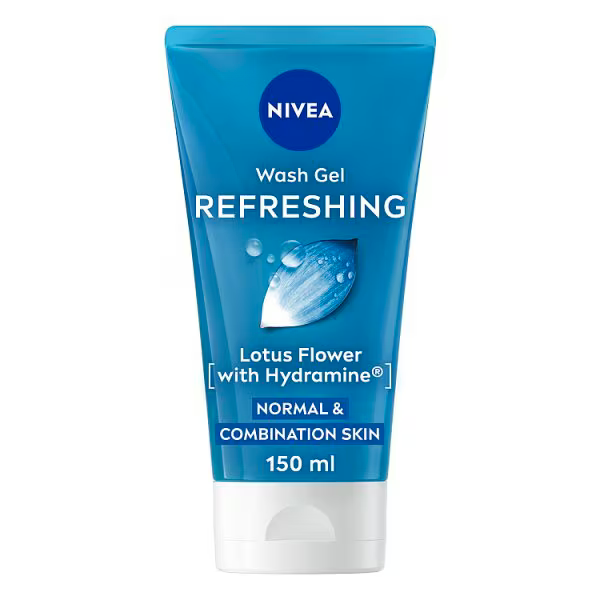 NIVEA
Wash Gel
REFRESHING
Lotus Flower
[with Hydramine®]
NORMAL &
COMBINATION SKIN
150 ml